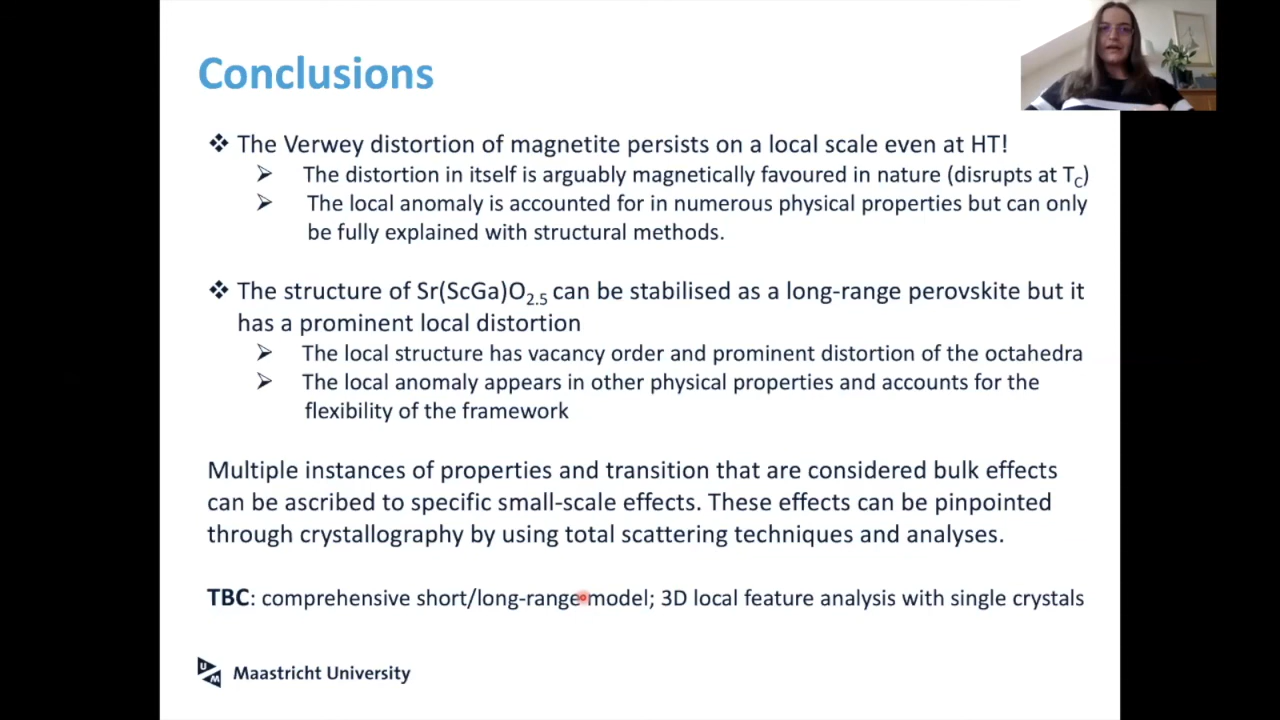 Conclusions
❖ The Verwey distortion of magnetite persists on a local scale even at HT!
➢ The distortion in itself is arguably magnetically favoured in nature (disrupts at TC)
➢ The local anomaly is accounted for in numerous physical properties but can only
be fully explained with structural methods.
❖ The structure of Sr(ScGa)O2.5 can be stabilised as a long-range perovskite but it
has a prominent local distortion
➢ The local structure has vacancy order and prominent distortion of the octahedra
➢ The local anomaly appears in other physical properties and accounts for the
flexibility of the framework
Multiple instances of properties and transition that are considered bulk effects
can be ascribed to specific small-scale effects. These effects can be pinpointed
through crystallography by using total scattering techniques and analyses.
TBC: comprehensive short/long-range model; 3D local feature analysis with single crystals
UM Maastricht University